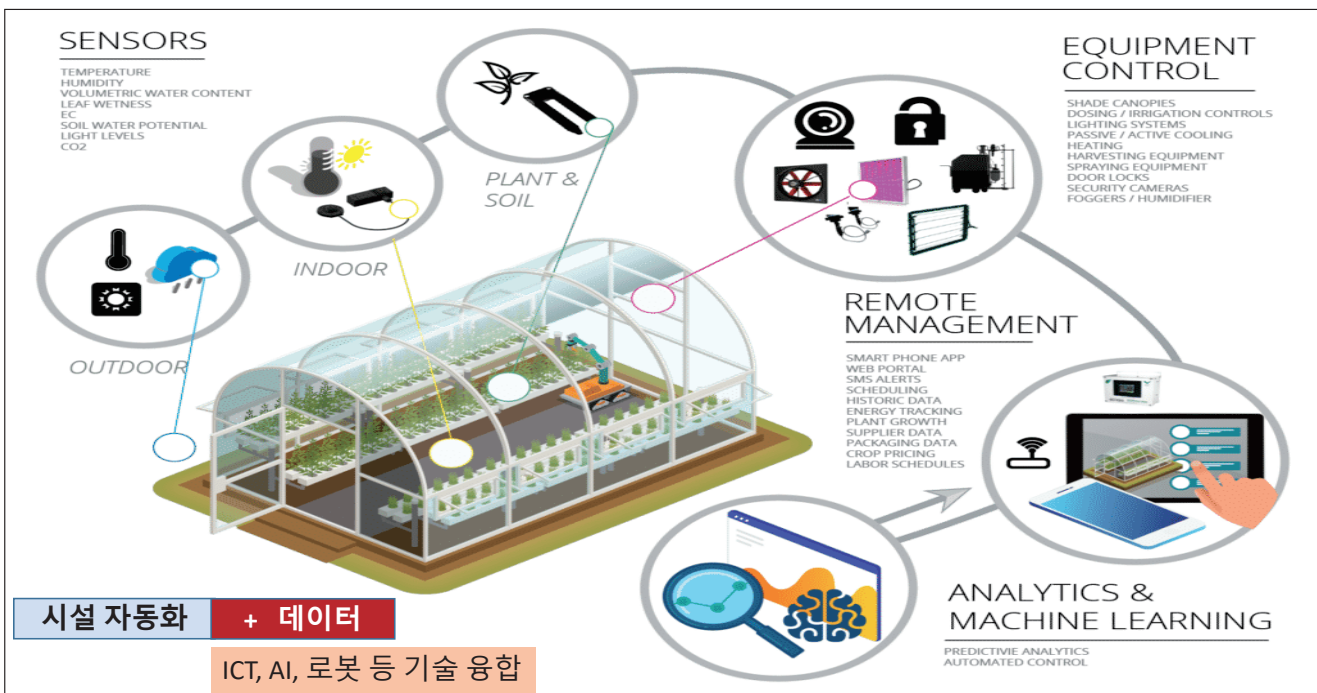 SENSORS
TEMPERATURE
HUMIDITY
VOLUMETRIC WATER CONTENT
LEAF WETNESS
EC
SOIL WATER POTENTIAL
LIGHT LEVELS
CO2
PLANT &
SOIL
INDOOR
OUTDOOR
EQUIPMENT
CONTROL
SHADE CANOPIES
DOSING / IRRIGATION CONTROLS
LIGHTING SYSTEMS
PASSIVE / ACTIVE COOLING
HEATING
HARVESTING EQUIPMENT
SPRAYING EQUIPMENT
DOOR LOCKS
SECURITY CAMERAS
FOGGERS / HUMIDIFIER
REMOTE
MANAGEMENT
SMART PHONE APP
WEB PORTAL
SMS ALERTS
SCHEDULING
HISTORIC DATA
ENERGY TRACKING
PLANT GROWTH
SUPPLIER DATA
PACKAGING DATA
CROP PRICING
LABOR SCHEDULES
ANALYTICS &
MACHINE LEARNING
PREDICTIVIE ANALYTICS
AUTOMATED CONTROL
시설 자동화 + 데이터
ICT, AI, 로봇 등 기술 융합